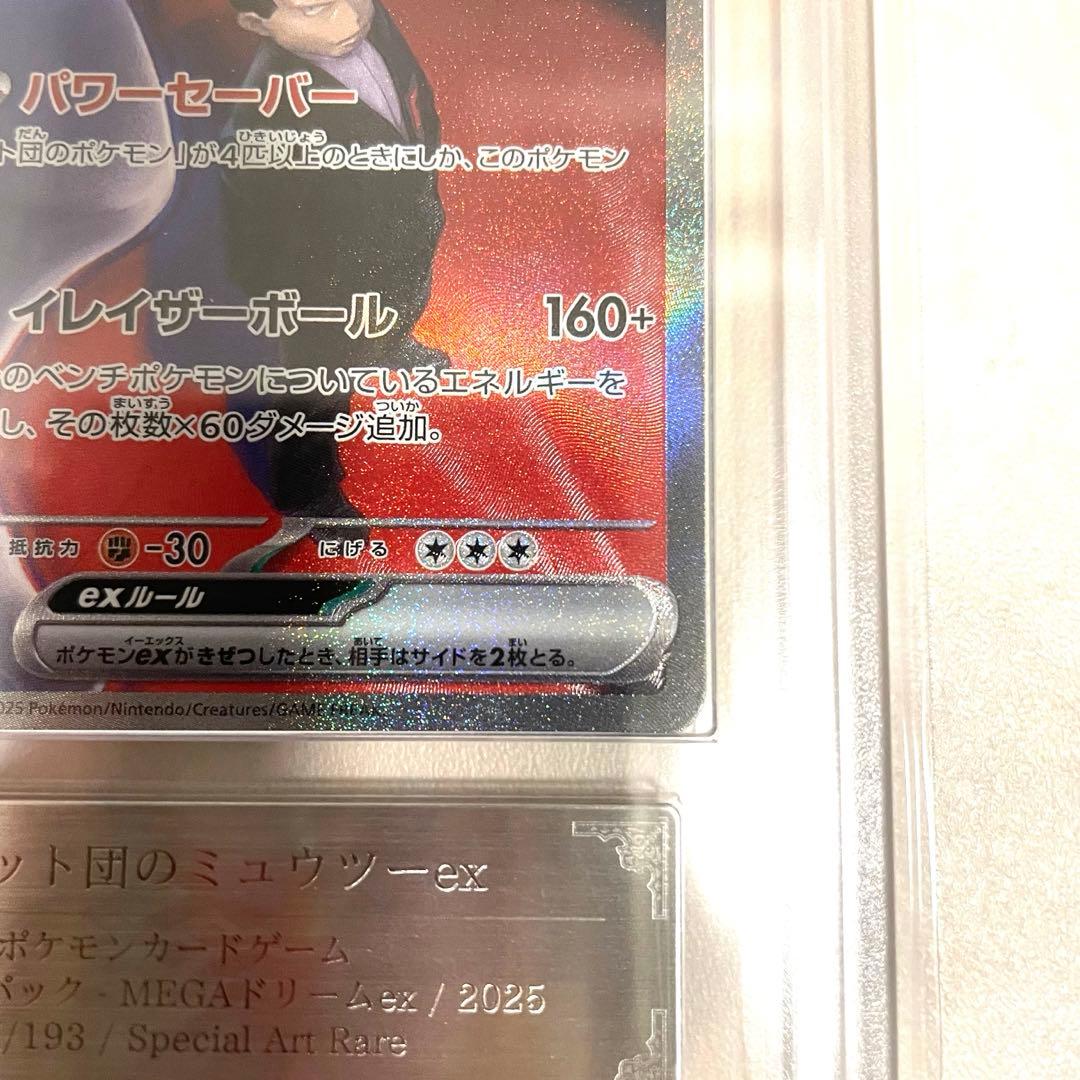 パワーセーバー
ト団のポケモン」が4匹以上のときにしか、このポケモン
イレイザーボール 160+
のベンチポケモンについているエネルギーを
し、その枚数×60ダメージ追加。
抵抗力 -30 にげる
exルール
ポケモンexがきぜつしたとき、相手はサイドを2枚とる。
025 Pokémon/Nintendo/Creatures/GAME FREAK.
ット団のミュウツーex
ポケモンカードゲーム
パック - MEGAドリームex / 2025
/193 / Special Art Rare